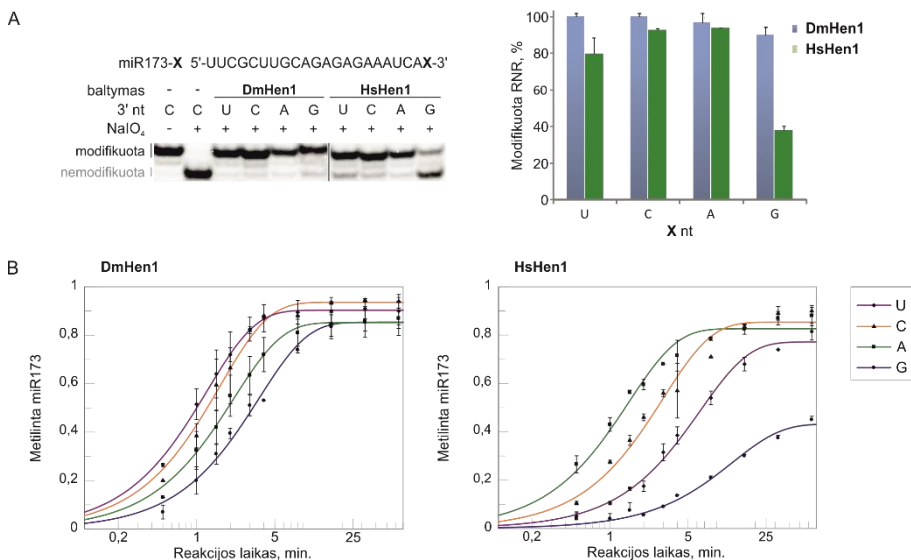 A
miR173-X 5'-UUCGCUUGCAGAGAGAAAUCAX-3'
baltymas - - DmHen1 HsHen1
3' nt C C U C A G U C A G
NaIO₄ - + + + + + + + + +
modifikuota
nemodifikuota
Modifikuota RNR, %
100
80
60
40
20
0
U C A G
X nt
DmHen1
HsHen1
B
DmHen1
Metilinta miR173
1
0,8
0,6
0,4
0,2
0
0,2 1 5 25
Reakcijos laikas, min.
HsHen1
Metilinta miR173
1
0,8
0,6
0,4
0,2
0
0,2 1 5 25
Reakcijos laikas, min.
U
C
A
G